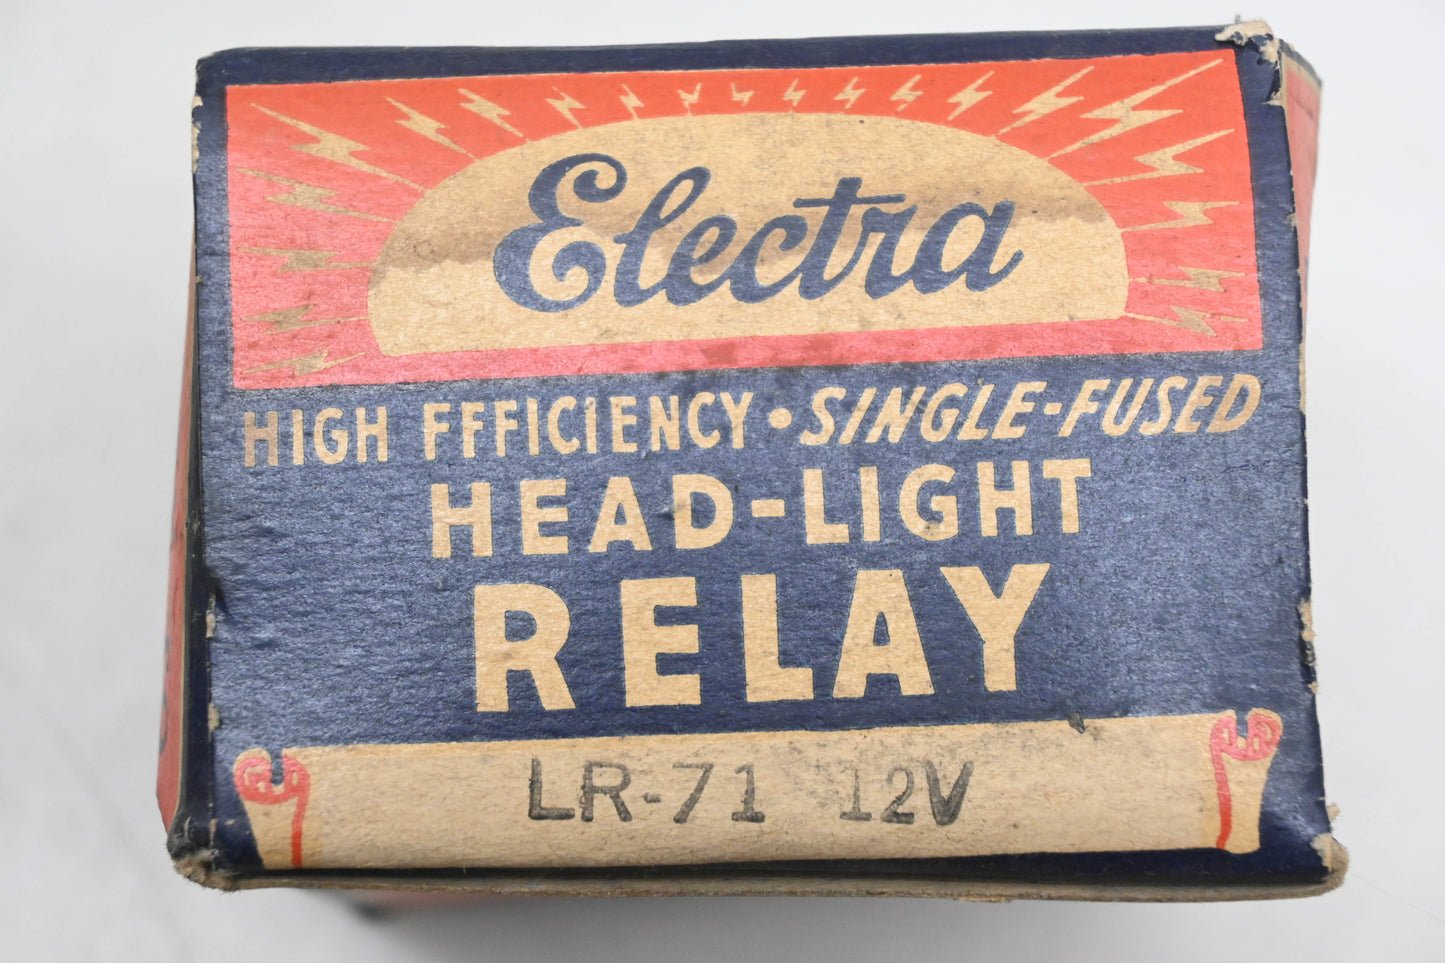 Electra
HIGH FFFICIENCY • SINGLE-FUSED
HEAD-LIGHT
RELAY
LR-71 12V